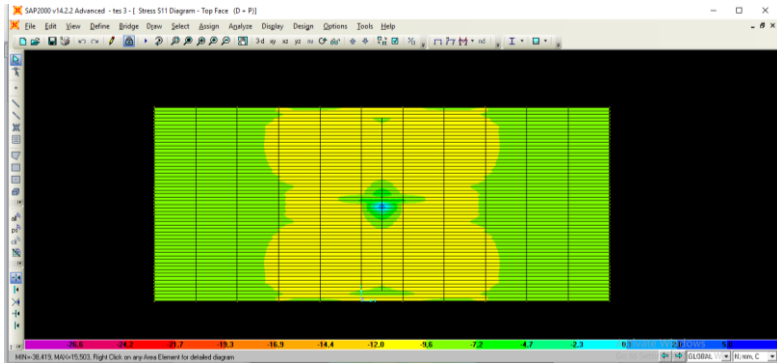 SAP2000 v14.2.2 Advanced - tes 3 - [ Stress S11 Diagram - Top Face (D + P)]
File Edit View Define Bridge Draw Select Assign Analyze Display Design Options Tools Help
3-d xy xz yz nv
nd
-26,6 -24,2 -21,7 -19,3 -16,9 -14,4 -12,0 -9,6 -7,2 -4,7 -2,3
MIN=-38,419, MAX=15,503, Right Click on any Area Element for detailed diagram
GLOBAL
N, mm, C